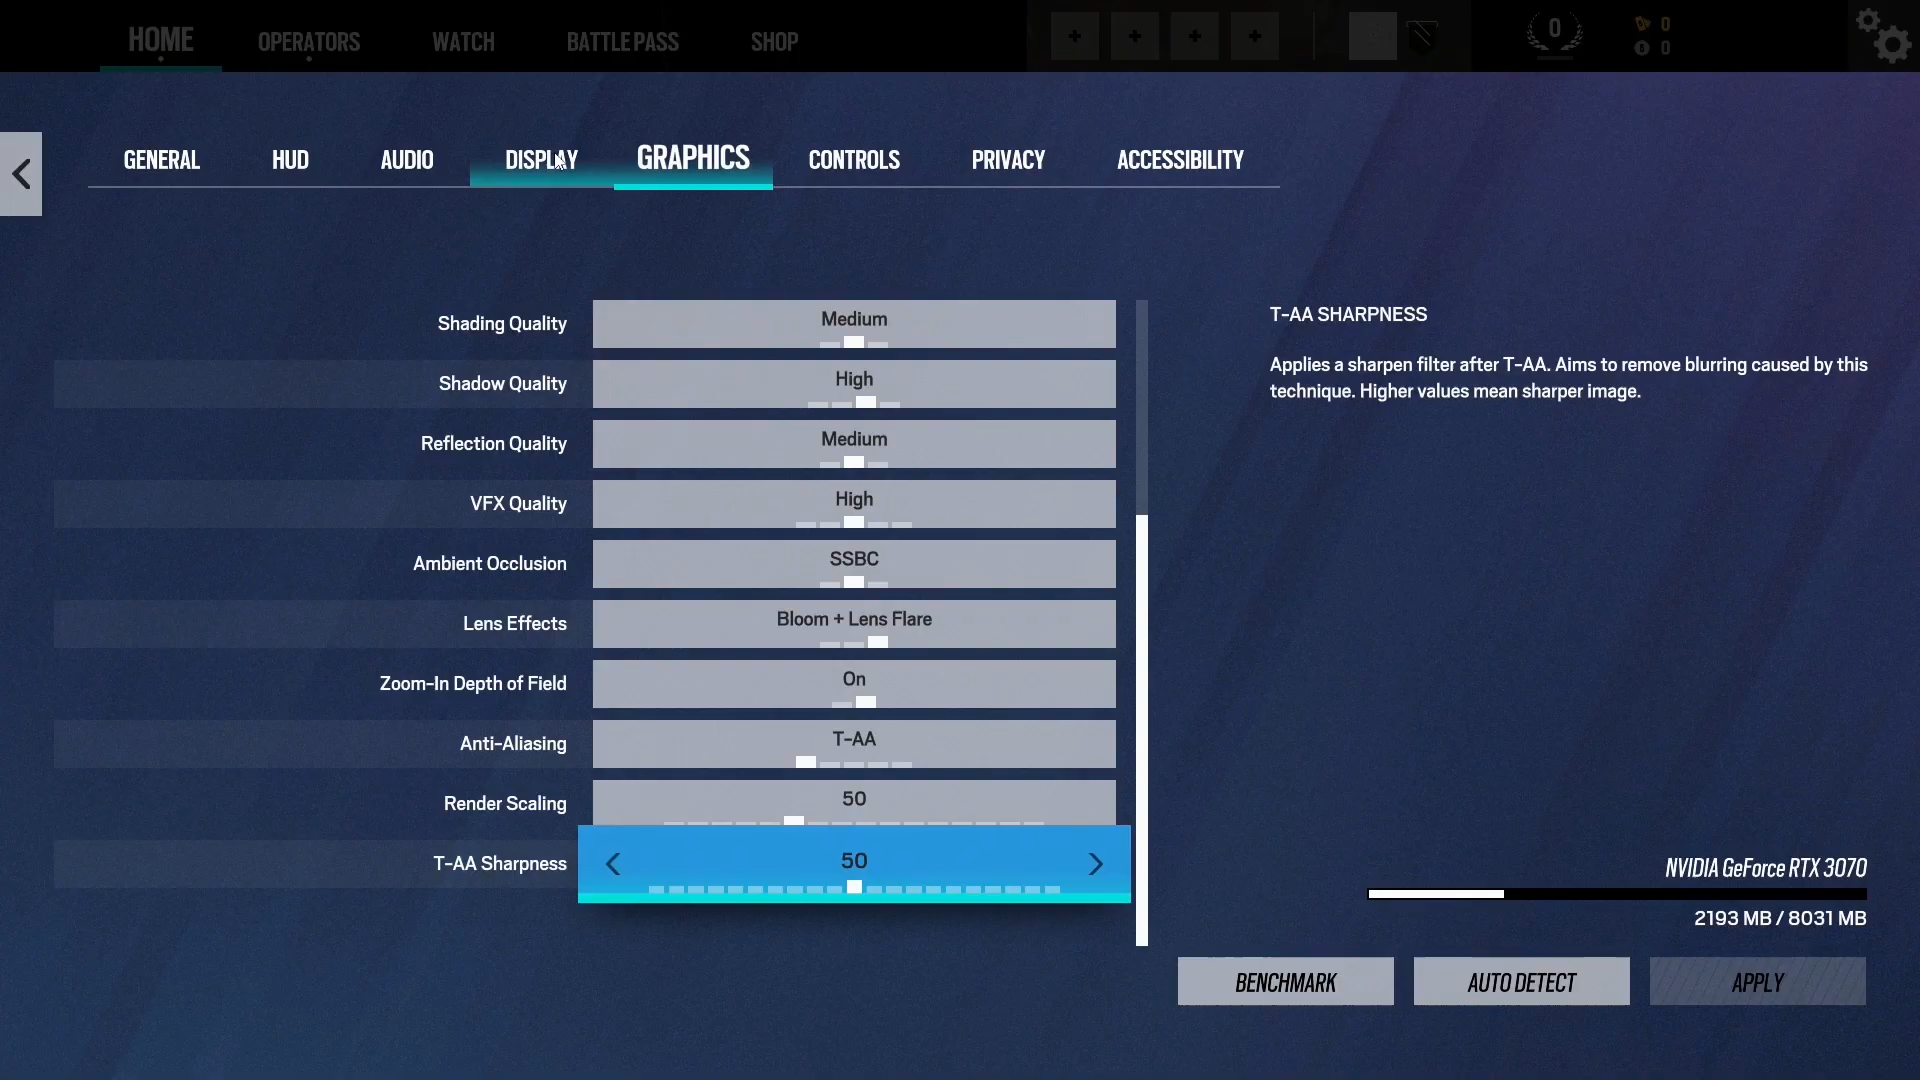 HOME OPERATORS WATCH BATTLE PASS SHOP + + + + 0 0
0
GENERAL HUD AUDIO DISPLAY GRAPHICS CONTROLS PRIVACY ACCESSIBILITY
Shading Quality Medium
Shadow Quality High
Reflection Quality Medium
VFX Quality High
Ambient Occlusion SSBC
Lens Effects Bloom + Lens Flare
Zoom-In Depth of Field On
Anti-Aliasing T-AA
Render Scaling 50
T-AA Sharpness 50
T-AA SHARPNESS
Applies a sharpen filter after T-AA. Aims to remove blurring caused by this
technique. Higher values mean sharper image.
NVIDIA GeForce RTX 3070
2193 MB / 8031 MB
BENCHMARK AUTO DETECT APPLY